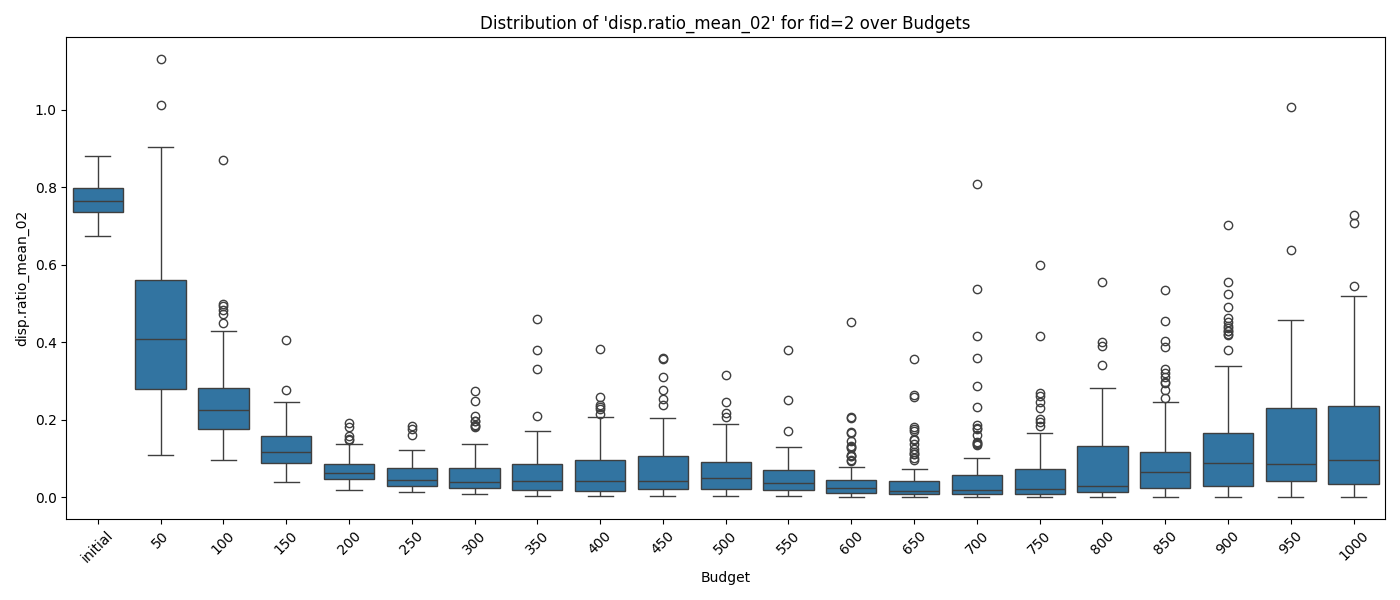 Distribution of 'disp.ratio_mean_02' for fid=2 over Budgets
disp.ratio_mean_02
1.0
0.8
0.6
0.4
0.2
0.0
initial 50 100 150 200 250 300 350 400 450 500 550 600 650 700 750 800 850 900 950 1000
Budget